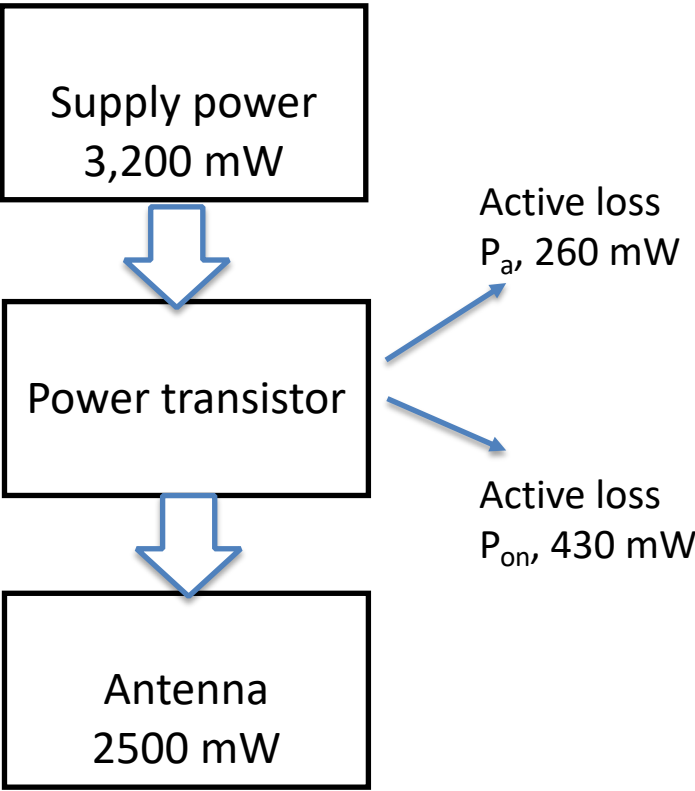 Supply power
3,200 mW
Active loss
Pa, 260 mW
Power transistor
Active loss
Pon, 430 mW
Antenna
2500 mW